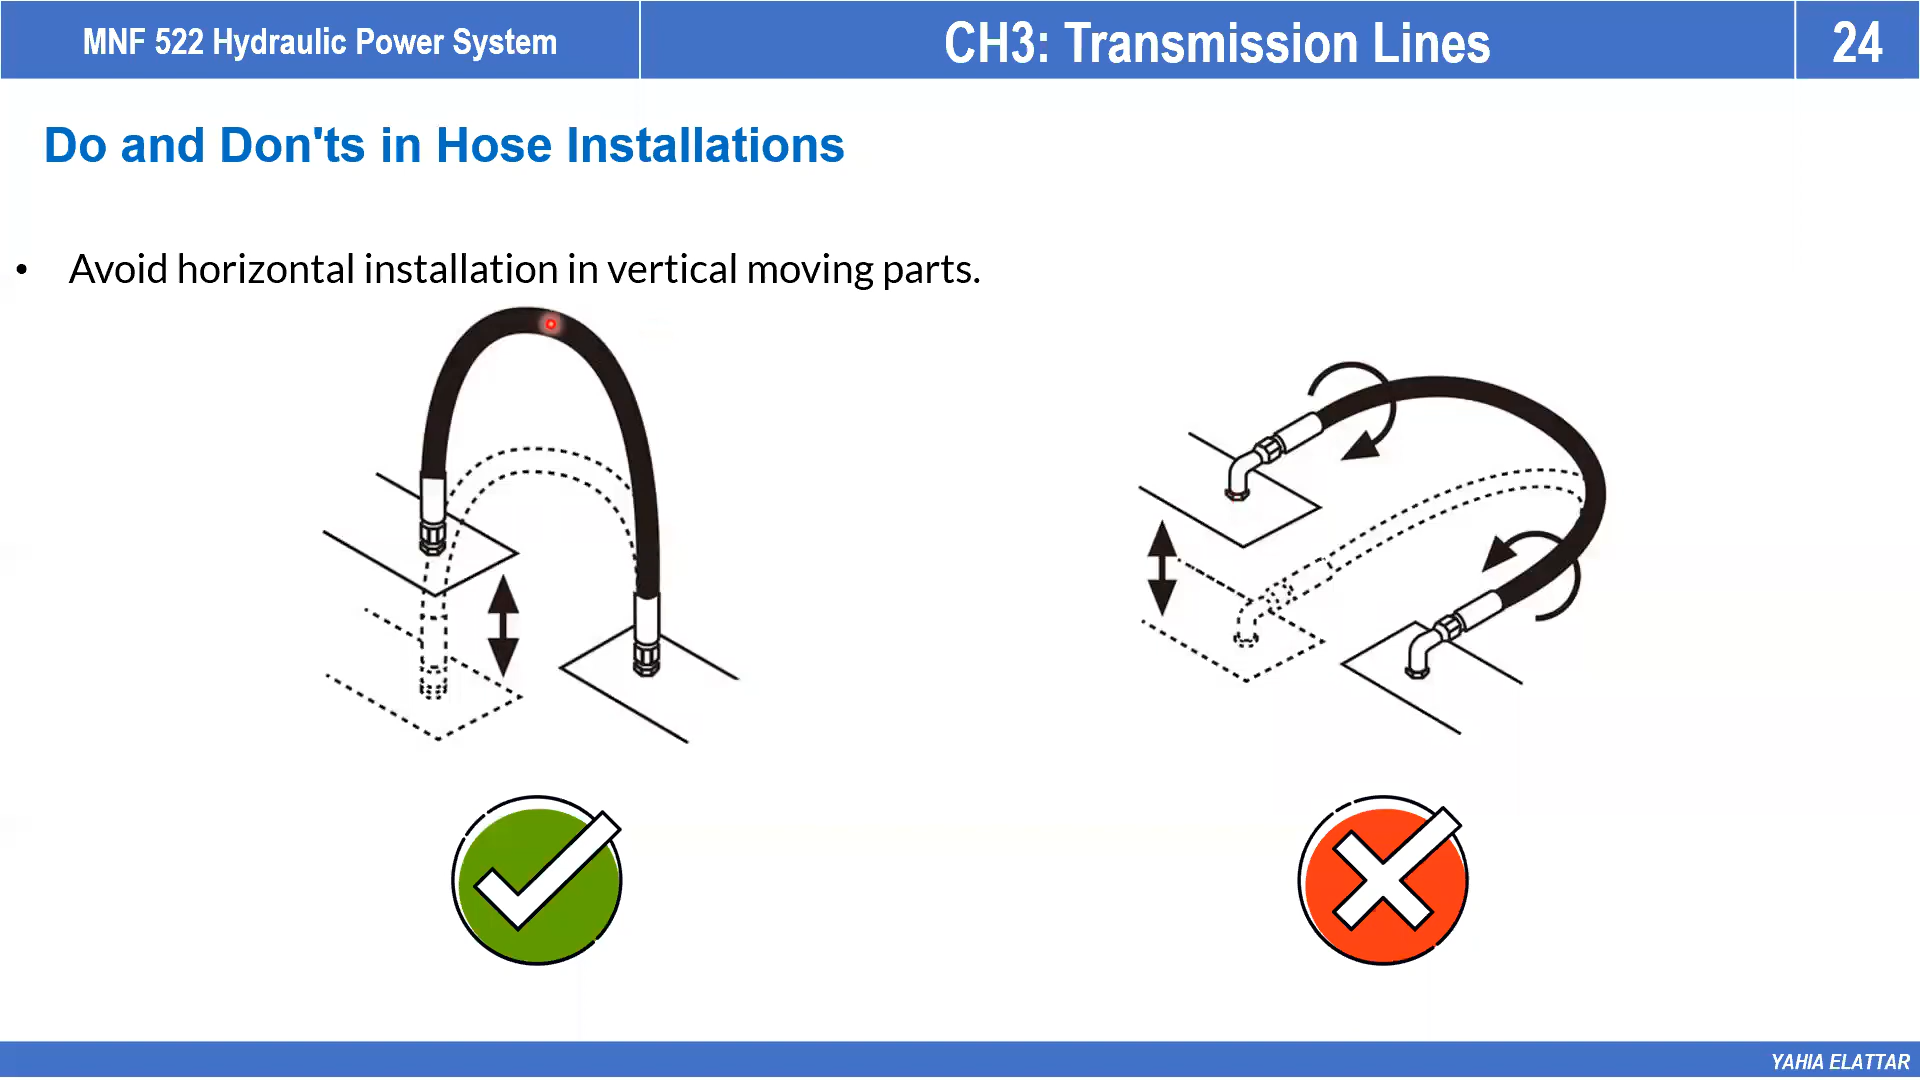 MNF 522 Hydraulic Power System
CH3: Transmission Lines
24
Do and Don'ts in Hose Installations
• Avoid horizontal installation in vertical moving parts.
YAHIA ELATTAR